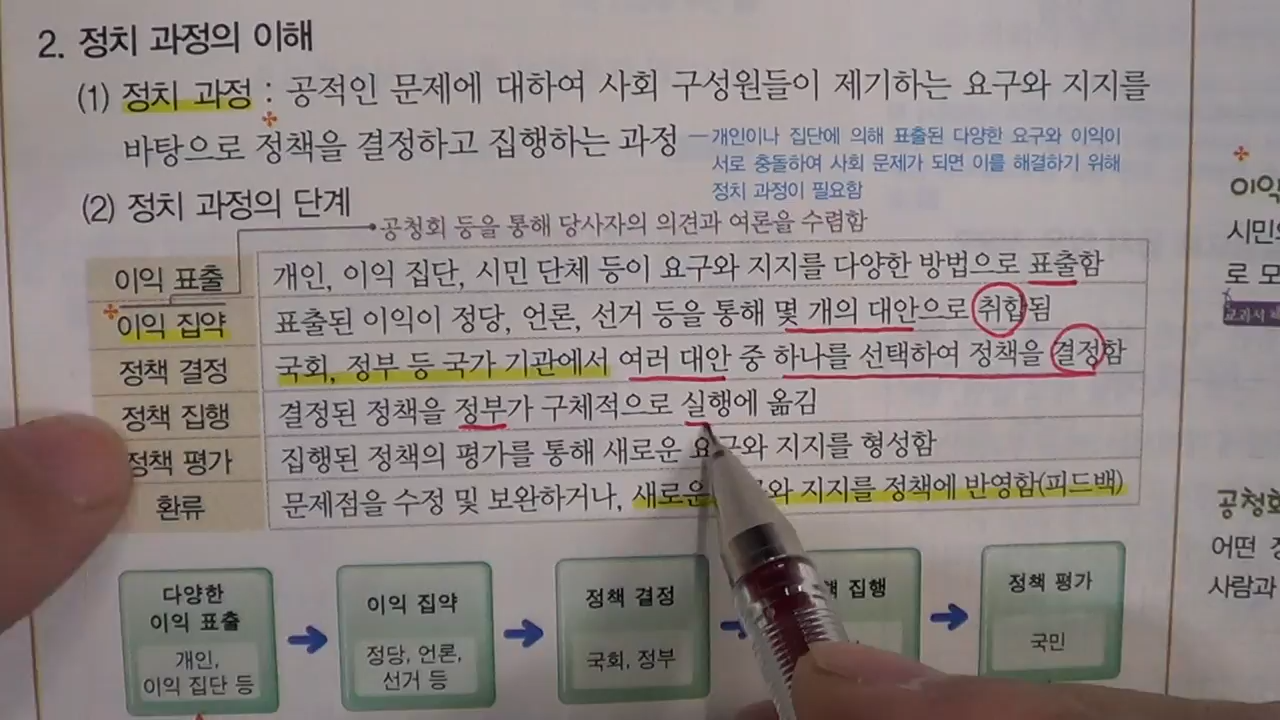 2. 정치 과정의 이해
(1) 정치 과정 : 공적인 문제에 대하여 사회 구성원들이 제기하는 요구와 지지를
바탕으로 정책을 결정하고 집행하는 과정
개인이나 집단에 의해 표출된 다양한 요구와 이익이
서로 충돌하여 사회 문제가 되면 이를 해결하기 위해
정치 과정이 필요함
(2) 정치 과정의 단계
공청회 등을 통해 당사자의 의견과 여론을 수렴함
이익 표출 개인, 이익 집단, 시민 단체 등이 요구와 지지를 다양한 방법으로 표출함
이익 집약 표출된 이익이 정당, 언론, 선거 등을 통해 몇 개의 대안으로 취합됨
정책 결정 국회, 정부 등 국가 기관에서 여러 대안 중 하나를 선택하여 정책을 결정함
정책 집행 결정된 정책을 정부가 구체적으로 실행에 옮김
정책 평가 집행된 정책의 평가를 통해 새로운 요구와 지지를 형성함
환류 문제점을 수정 및 보완하거나, 새로운 지지를 정책에 반영함(피드백)
다양한
이익 표출
개인,
이익 집단 등
이익 집약
정당, 언론,
선거 등
정책 결정
국회, 정부
집행
정책 평가
국민
이익
로 모
공청회
어떤
사람과